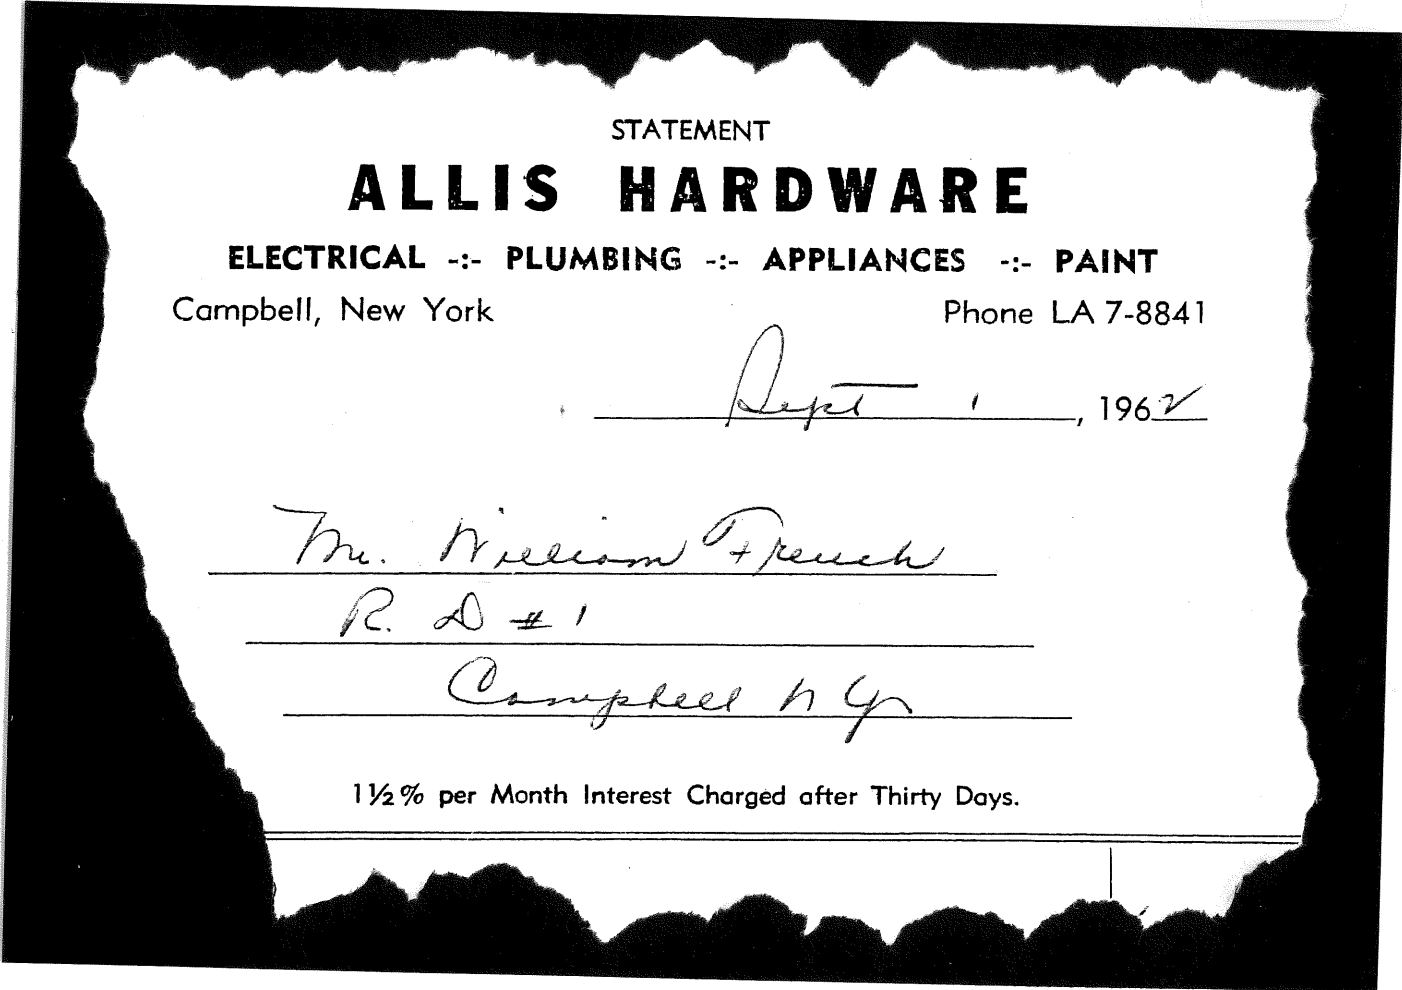 STATEMENT
ALLIS HARDWARE
ELECTRICAL -:- PLUMBING -:- APPLIANCES -:- PAINT
Campbell, New York Phone LA 7-8841
Sept 1, 1962
Mr. William French
R. D #1
Campbell N Y
1½% per Month Interest Charged after Thirty Days.